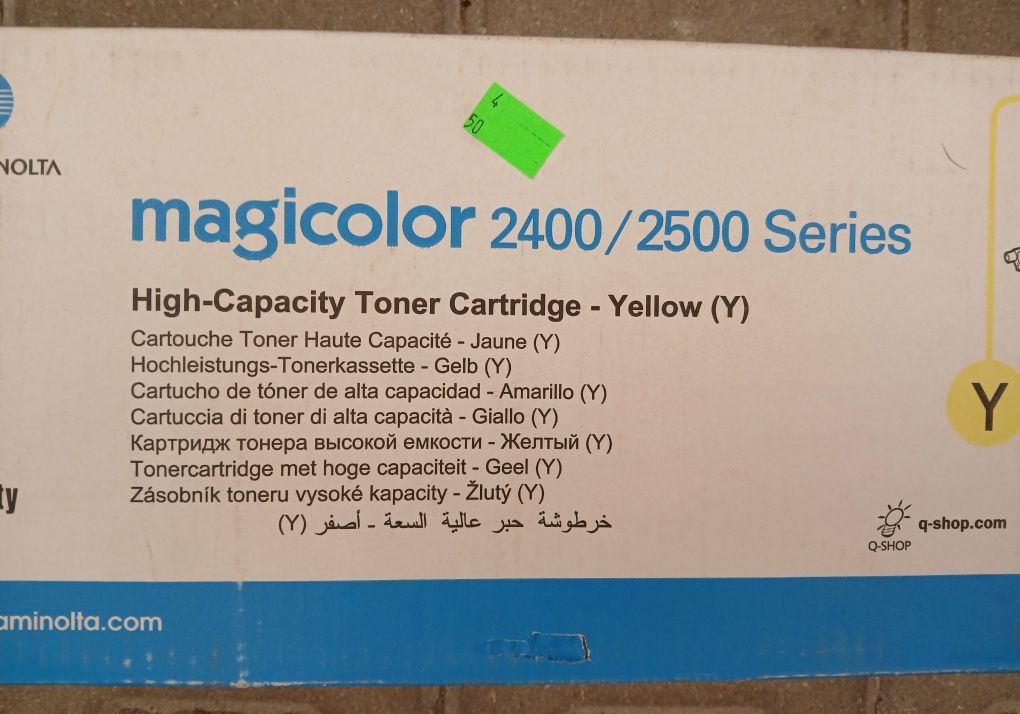 NOLTA
4
50
magicolor 2400/2500 Series
High-Capacity Toner Cartridge - Yellow (Y)
Cartouche Toner Haute Capacité - Jaune (Y)
Hochleistungs-Tonerkassette - Gelb (Y)
Cartucho de tóner de alta capacidad - Amarillo (Y)
Cartuccia di toner di alta capacità - Giallo (Y)
Картридж тонера высокой емкости - Желтый (Y)
Tonercartridge met hoge capaciteit - Geel (Y)
Zásobník toneru vysoké kapacity - Žlutý (Y)
خرطوشة حبر عالية السعة - أصفر (Y)
Y
ty
q-shop.com
Q-SHOP
aminolta.com